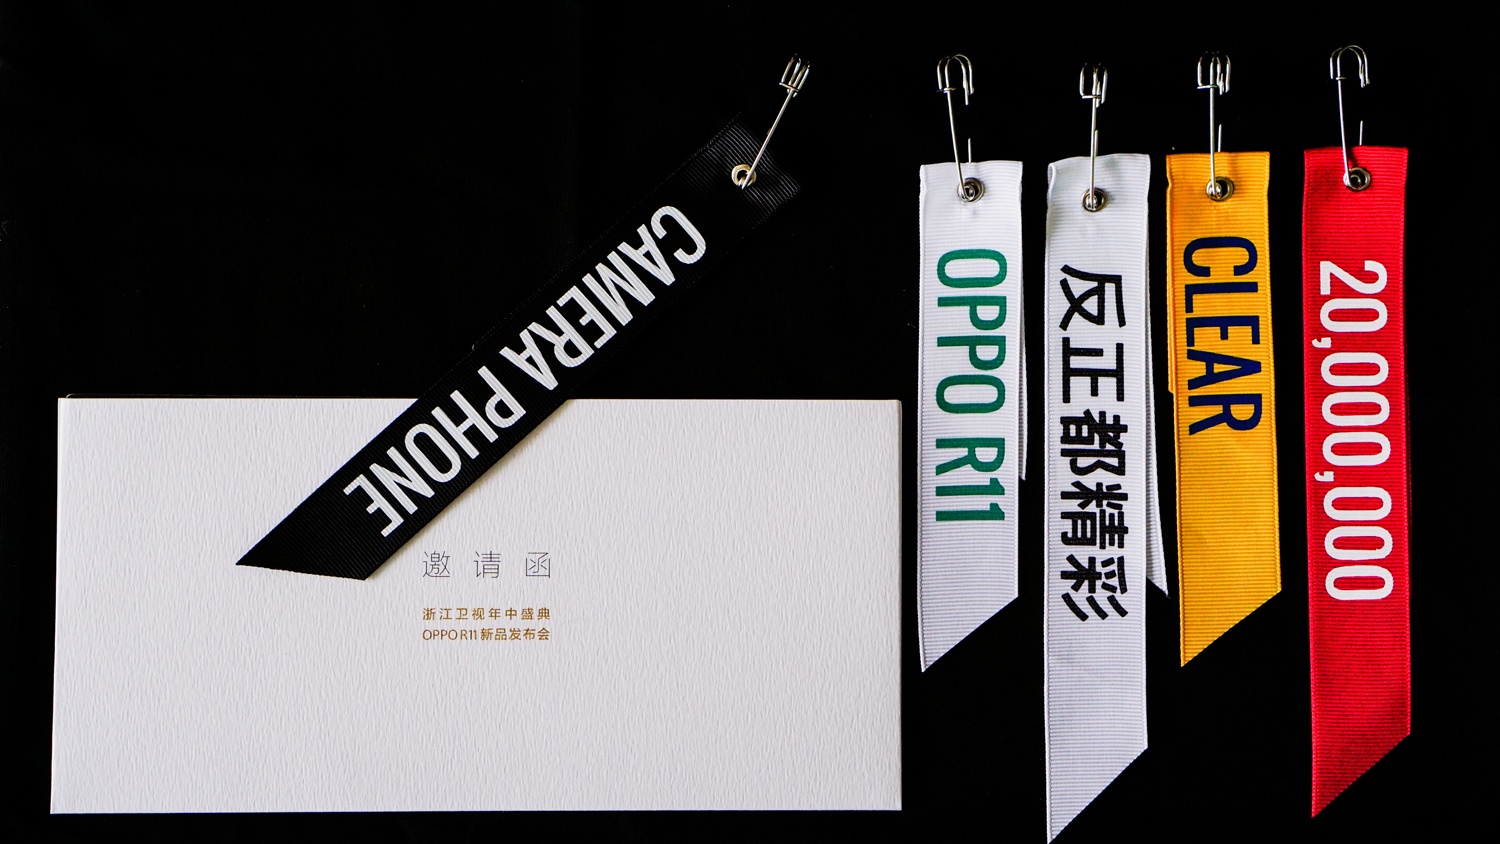 CAMERA PHONE
邀请函
浙江卫视年中盛典
OPPO R11 新品发布会
OPPO R11
反正都精彩
CLEAR
20,000,000